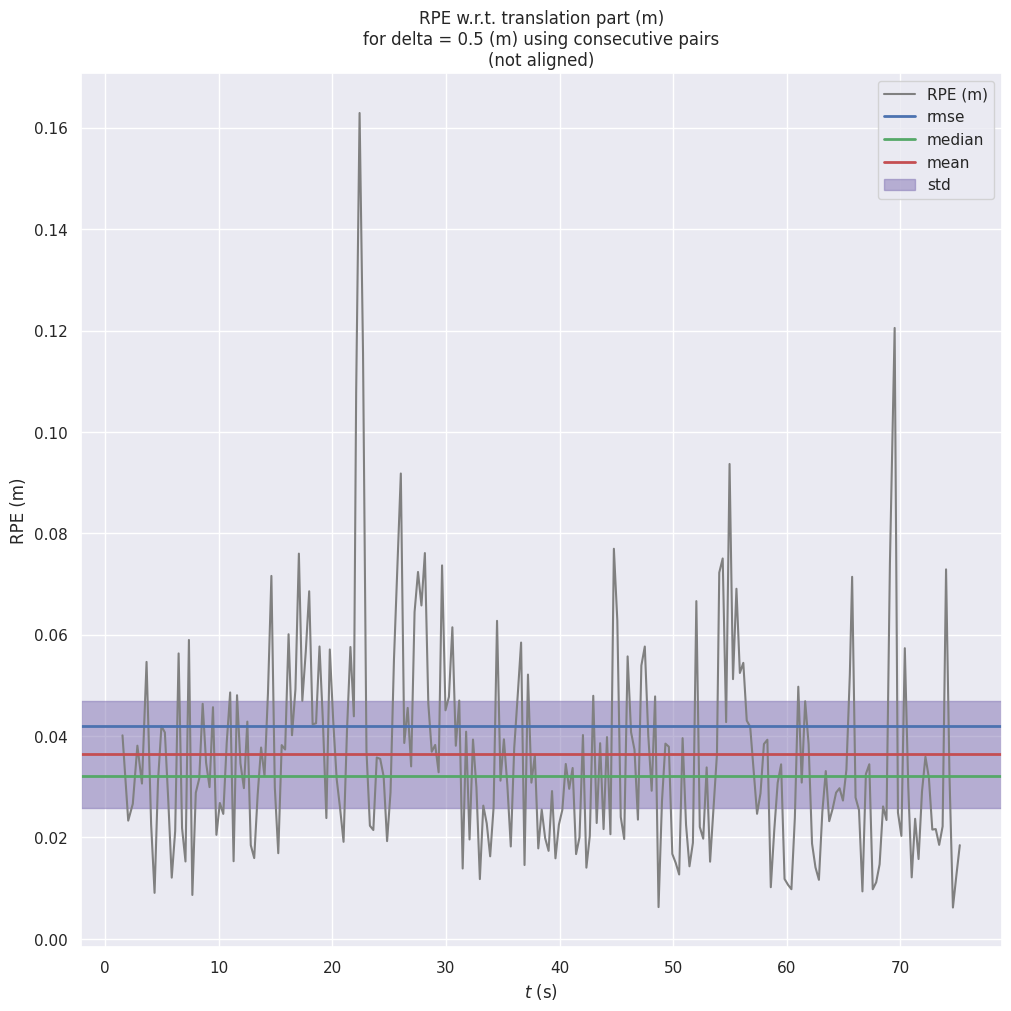 RPE w.r.t. translation part (m)
for delta = 0.5 (m) using consecutive pairs
(not aligned)
RPE (m)
rmse
median
mean
std
RPE (m)
0.16
0.14
0.12
0.10
0.08
0.06
0.04
0.02
0.00
0 10 20 30 40 50 60 70
t (s)